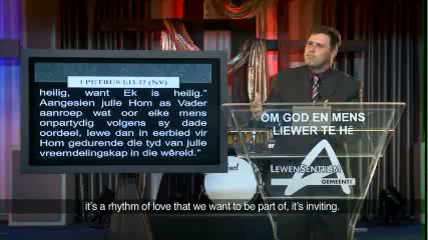 1 PETRUS 1:15-17 (NV)
heilig, want Ek is heilig."
Aangesien julle Hom as Vader
aanroep wat oor elke mens
onpartydig volgens sy dade
oordeel, lewe dan in eerbied vir
Hom gedurende die tyd van julle
vreemdelingskap in die wêreld."
OM GOD EN MENS
LIEWER TE HÊ
LEWENSENTRUM
GEMEENTE
it's a rhythm of love that we want to be part of, it's inviting.